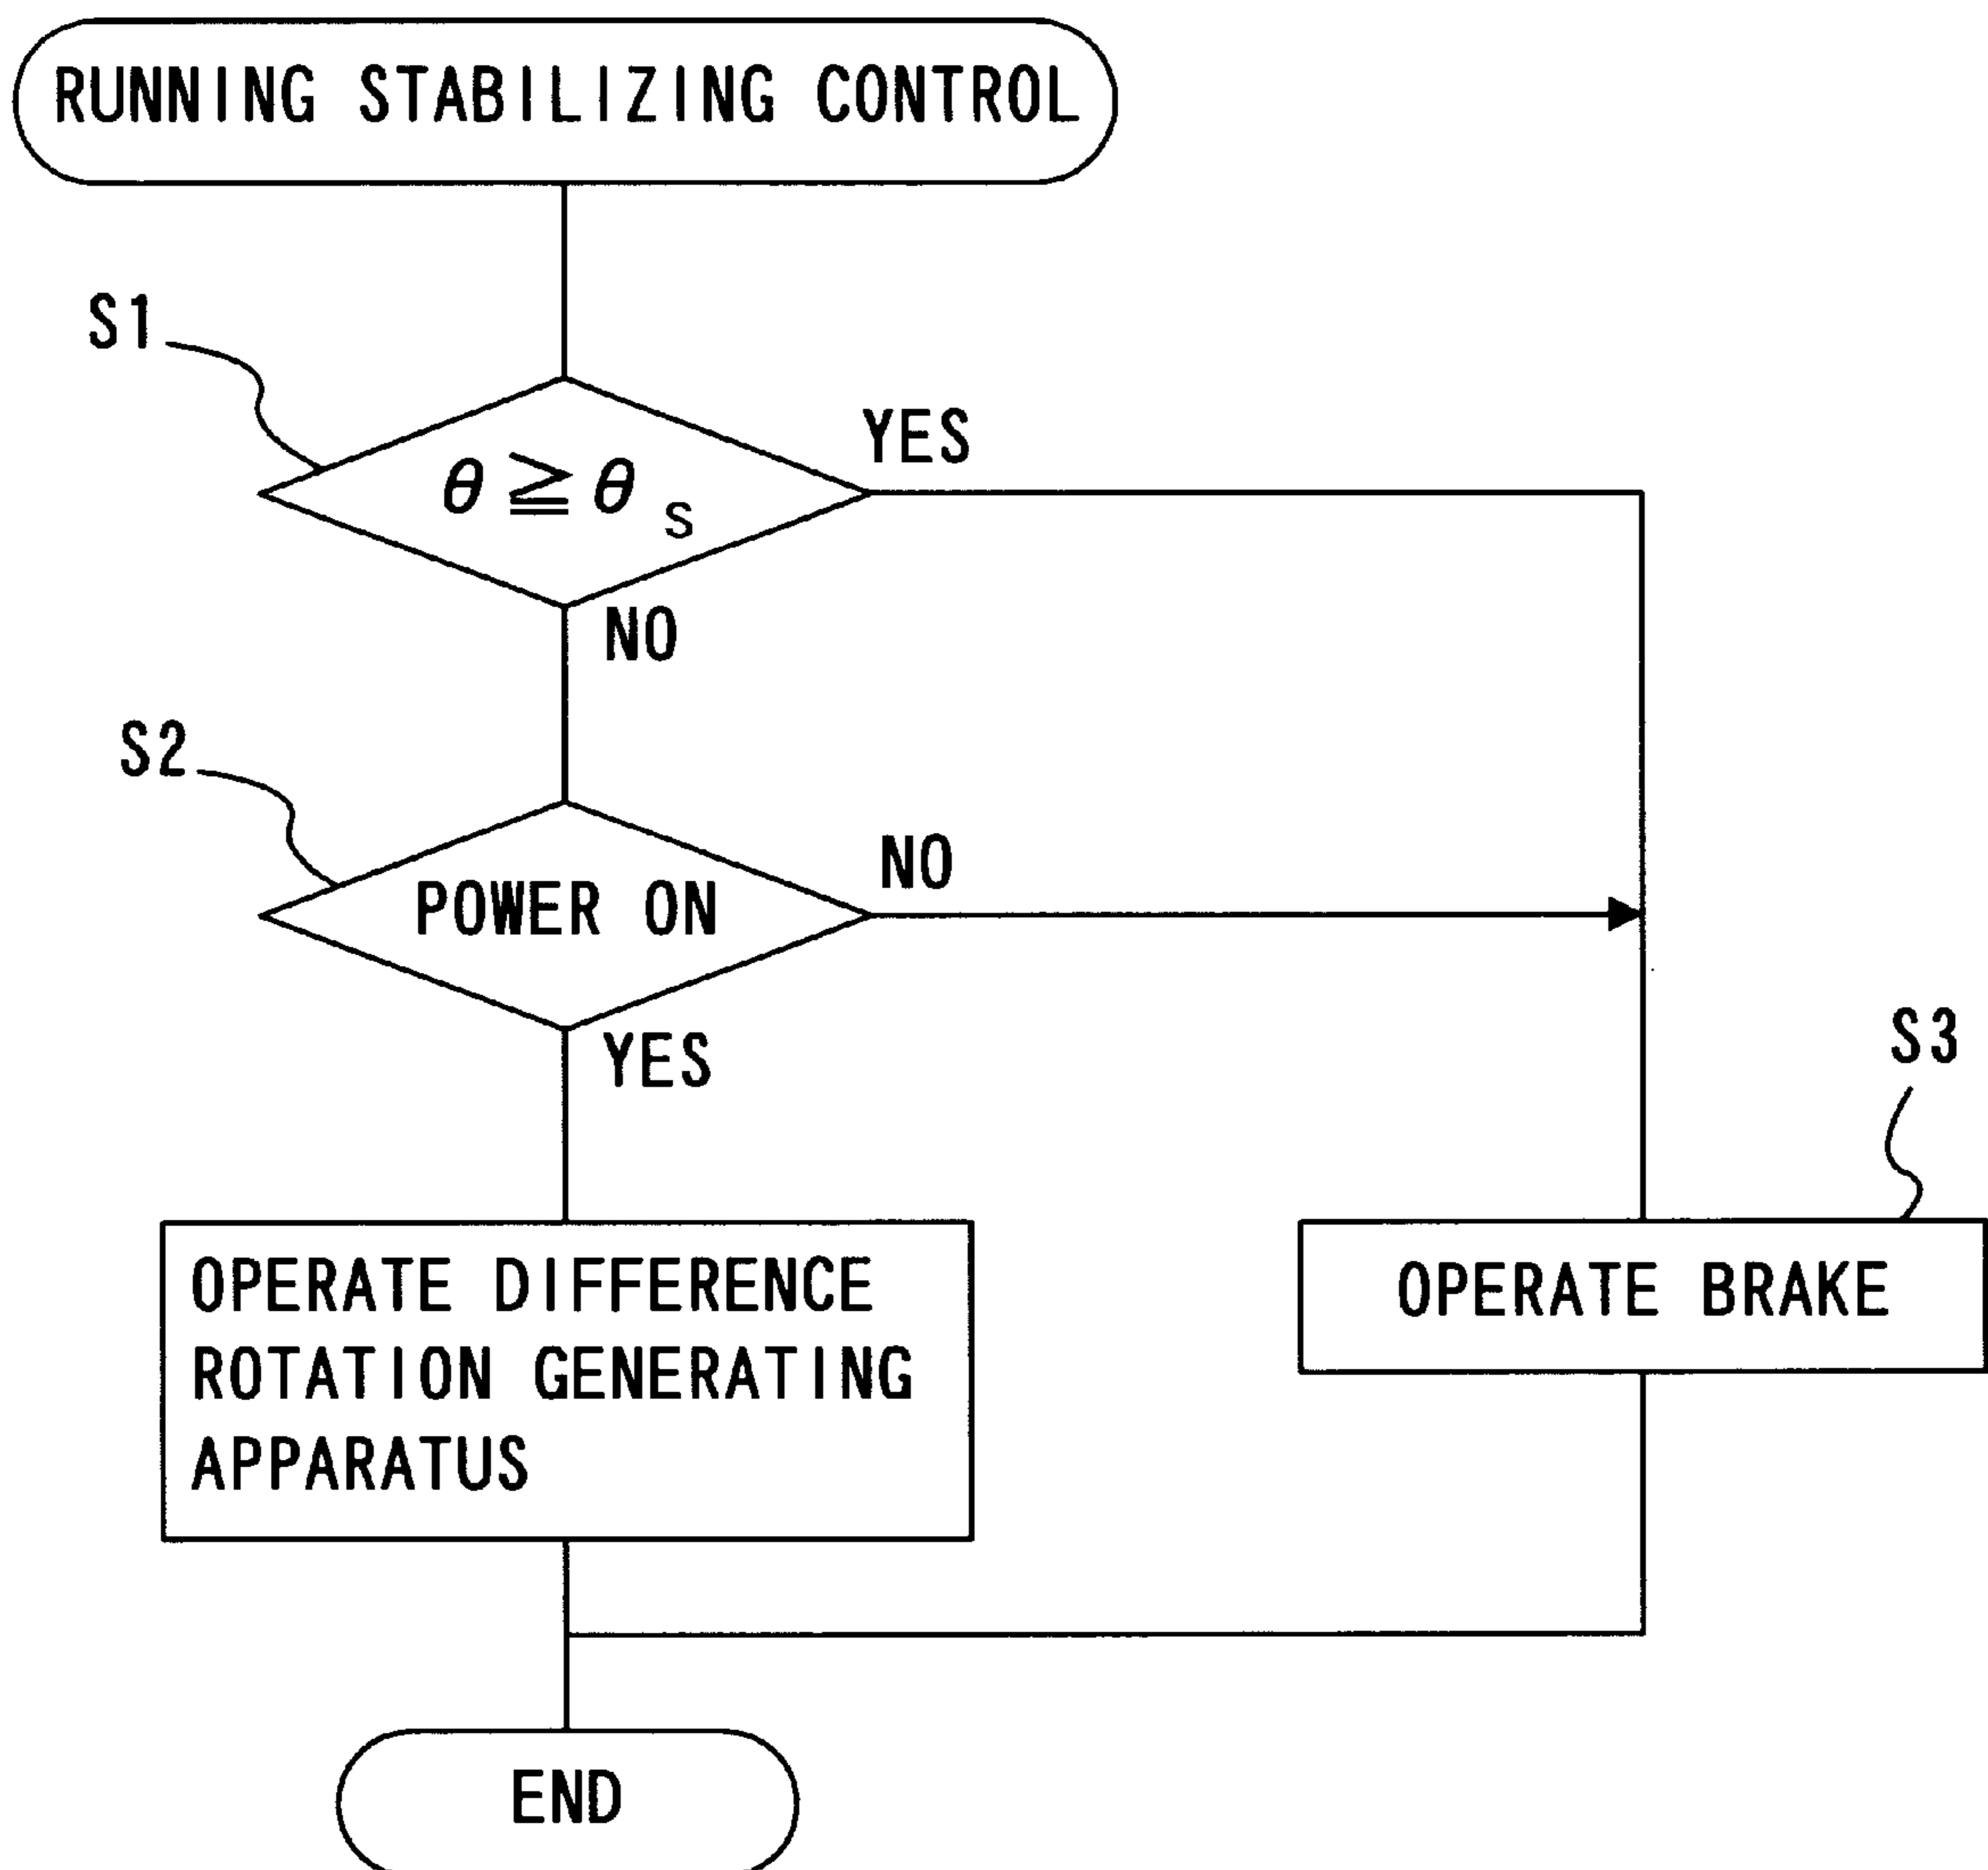 RUNNING STABILIZING CONTROL
S1
θ ≧ θ s
YES
NO
S2
POWER ON
NO
YES
S3
OPERATE DIFFERENCE
ROTATION GENERATING
APPARATUS
OPERATE BRAKE
END